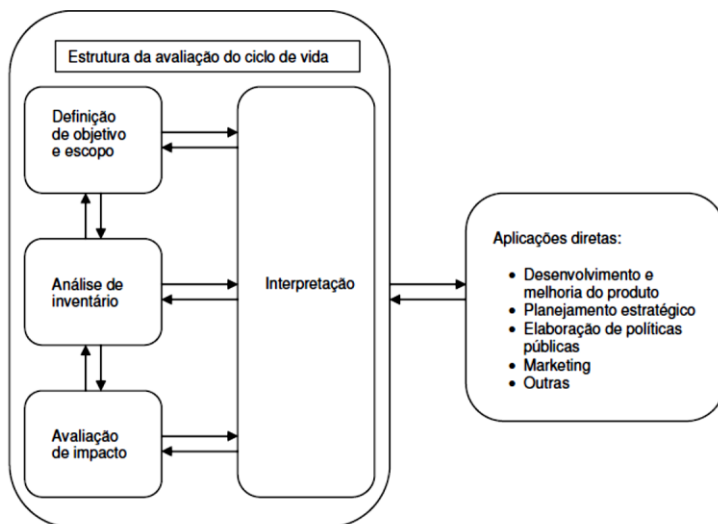 Estrutura da avaliação do ciclo de vida
Definição
de objetivo
e escopo
Análise de
inventário
Avaliação
de impacto
Interpretação
Aplicações diretas:
• Desenvolvimento e
melhoria do produto
• Planejamento estratégico
• Elaboração de políticas
públicas
• Marketing
• Outras